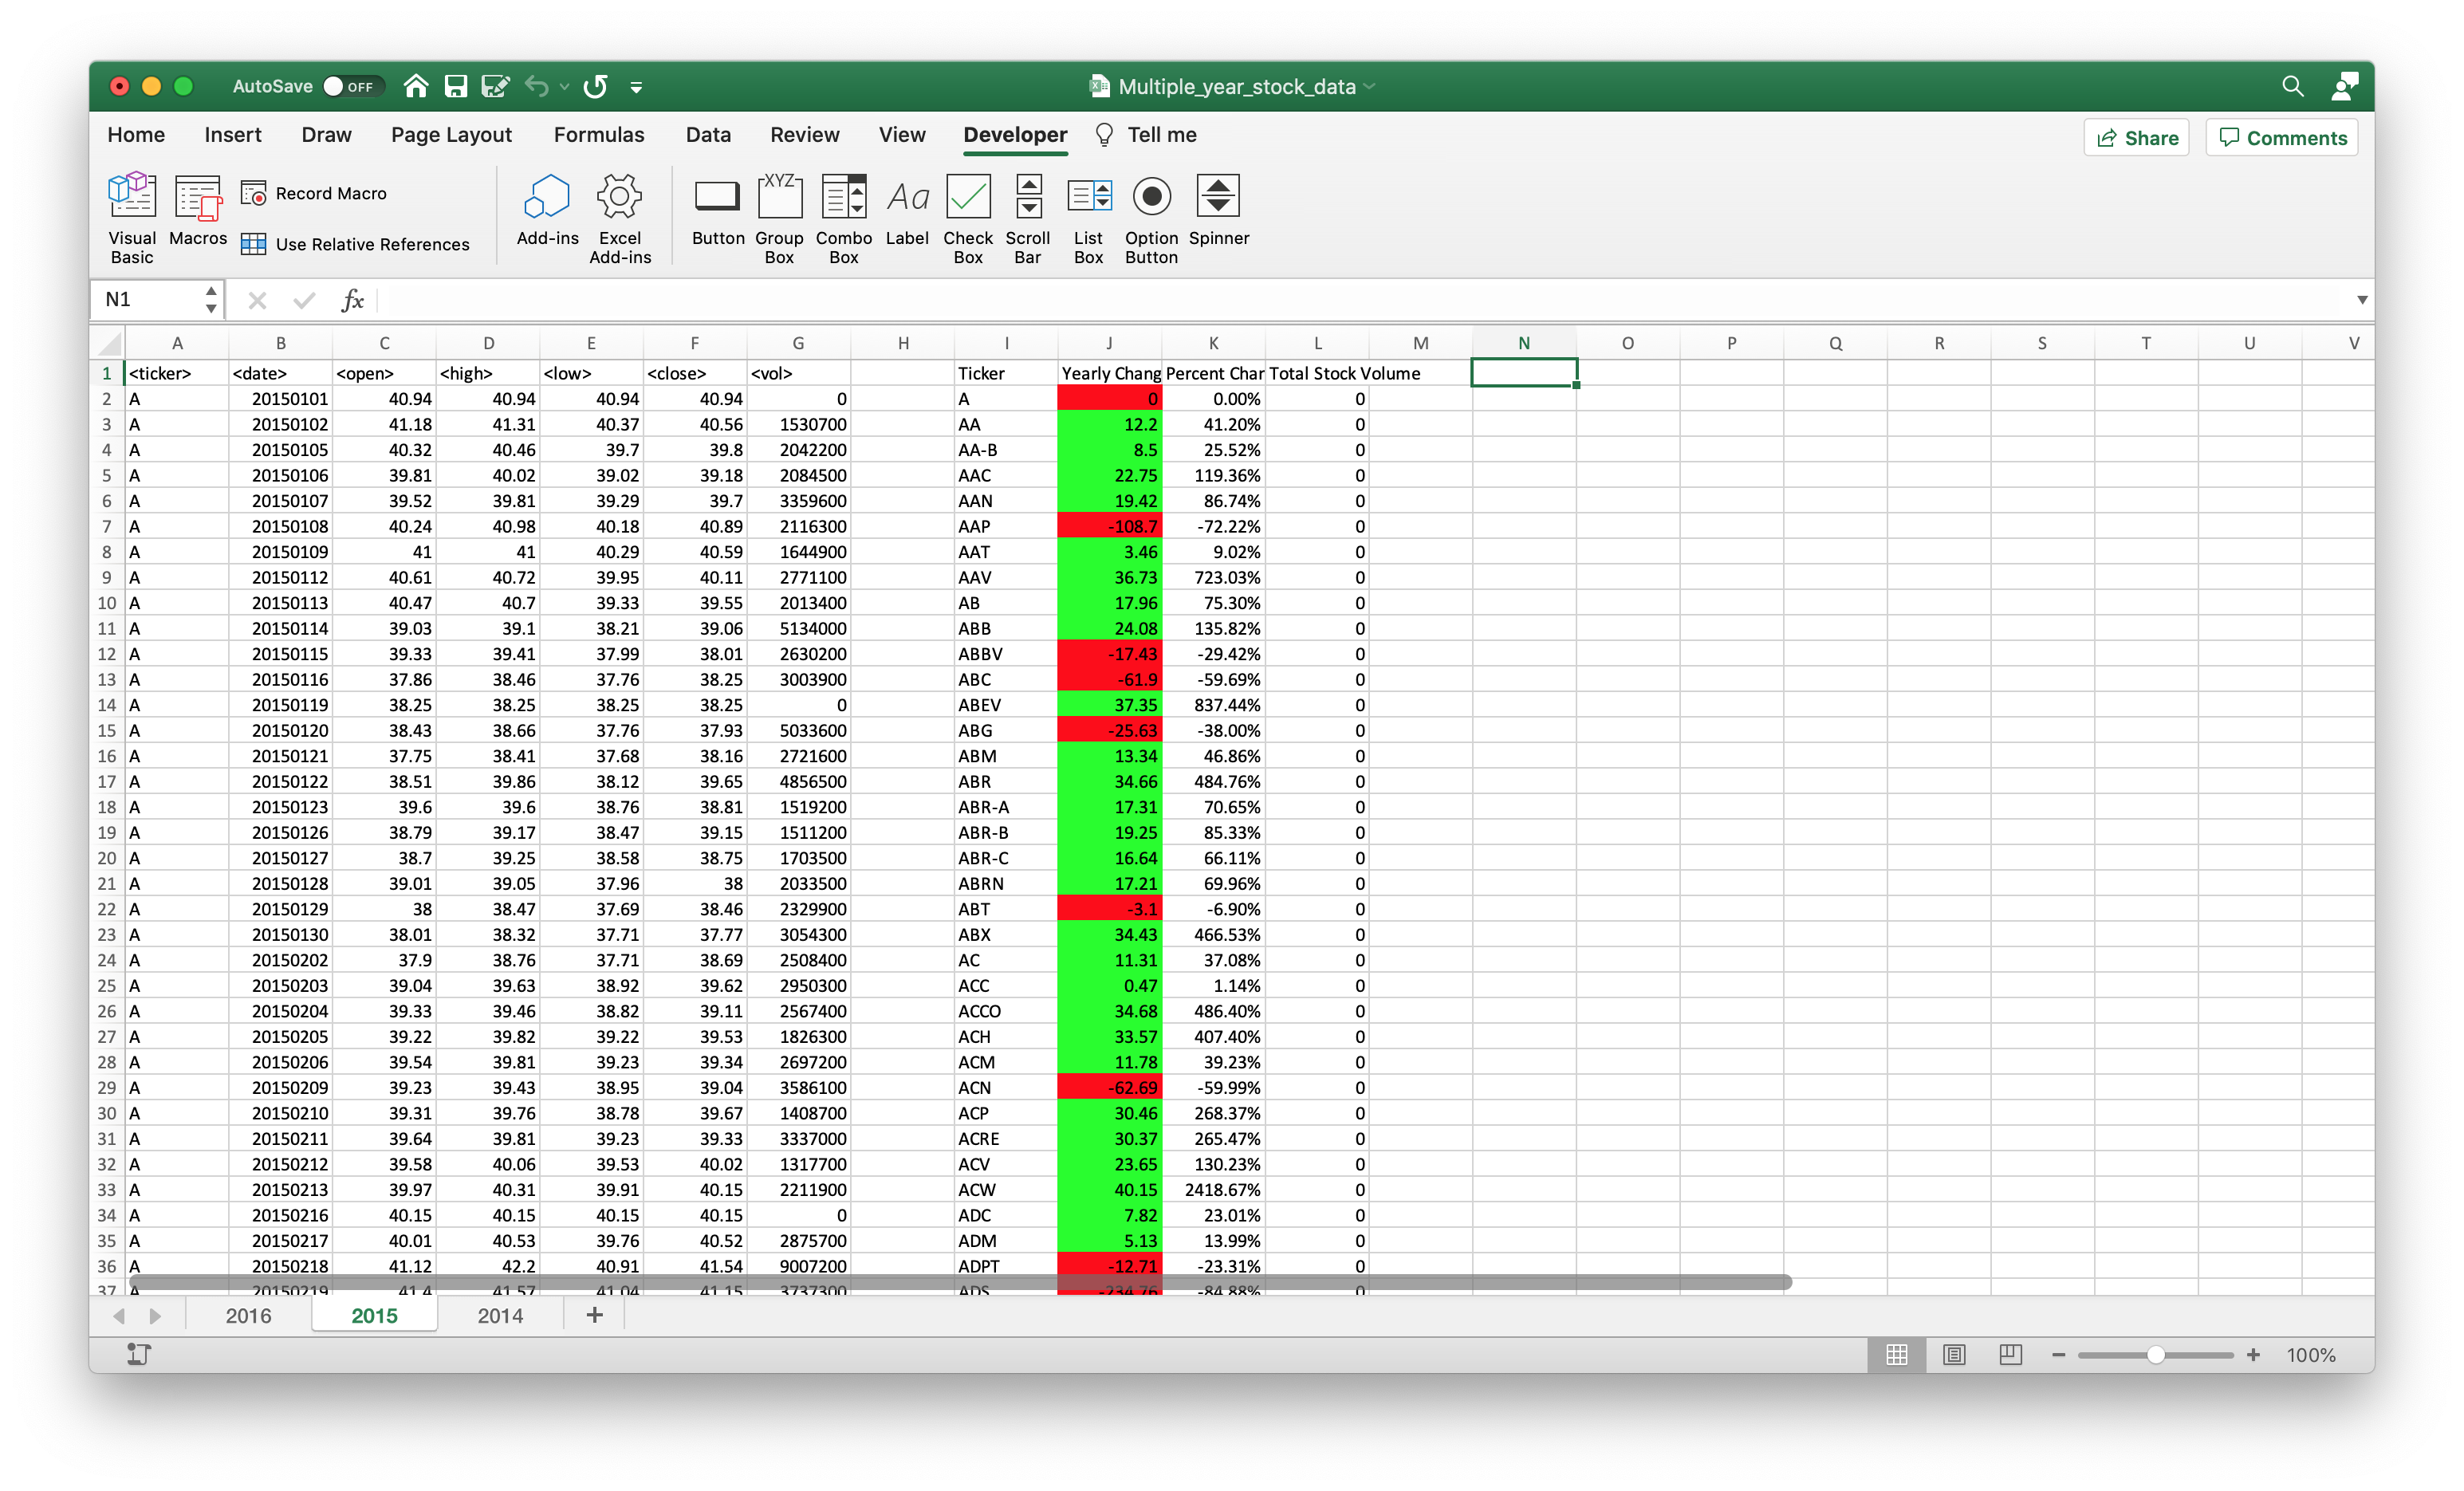 AutoSave OFF Multiple_year_stock_data
Home Insert Draw Page Layout Formulas Data Review View Developer Tell me Share Comments
Visual Basic Macros Record Macro Use Relative References Add-ins Excel Add-ins Button Group Box Combo Box Label Check Box Scroll Bar List Box Option Button Spinner
XYZ Aa
N1 fx
A B C D E F G H I J K L M N O P Q R S T U V
1 <ticker> <date> <open> <high> <low> <close> <vol> Ticker Yearly Chang Percent Char Total Stock Volume
2 A 20150101 40.94 40.94 40.94 40.94 0 A 0 0.00% 0
3 A 20150102 41.18 41.31 40.37 40.56 1530700 AA 12.2 41.20% 0
4 A 20150105 40.32 40.46 39.7 39.8 2042200 AA-B 8.5 25.52% 0
5 A 20150106 39.81 40.02 39.02 39.18 2084500 AAC 22.75 119.36% 0
6 A 20150107 39.52 39.81 39.29 39.7 3359600 AAN 19.42 86.74% 0
7 A 20150108 40.24 40.98 40.18 40.89 2116300 AAP -108.7 -72.22% 0
8 A 20150109 41 41 40.29 40.59 1644900 AAT 3.46 9.02% 0
9 A 20150112 40.61 40.72 39.95 40.11 2771100 AAV 36.73 723.03% 0
10 A 20150113 40.47 40.7 39.33 39.55 2013400 AB 17.96 75.30% 0
11 A 20150114 39.03 39.1 38.21 39.06 5134000 ABB 24.08 135.82% 0
12 A 20150115 39.33 39.41 37.99 38.01 2630200 ABBV -17.43 -29.42% 0
13 A 20150116 37.86 38.46 37.76 38.25 3003900 ABC -61.9 -59.69% 0
14 A 20150119 38.25 38.25 38.25 38.25 0 ABEV 37.35 837.44% 0
15 A 20150120 38.43 38.66 37.76 37.93 5033600 ABG -25.63 -38.00% 0
16 A 20150121 37.75 38.41 37.68 38.16 2721600 ABM 13.34 46.86% 0
17 A 20150122 38.51 39.86 38.12 39.65 4856500 ABR 34.66 484.76% 0
18 A 20150123 39.6 39.6 38.76 38.81 1519200 ABR-A 17.31 70.65% 0
19 A 20150126 38.79 39.17 38.47 39.15 1511200 ABR-B 19.25 85.33% 0
20 A 20150127 38.7 39.25 38.58 38.75 1703500 ABR-C 16.64 66.11% 0
21 A 20150128 39.01 39.05 37.96 38 2033500 ABRN 17.21 69.96% 0
22 A 20150129 38 38.47 37.69 38.46 2329900 ABT -3.1 -6.90% 0
23 A 20150130 38.01 38.32 37.71 37.77 3054300 ABX 34.43 466.53% 0
24 A 20150202 37.9 38.76 37.71 38.69 2508400 AC 11.31 37.08% 0
25 A 20150203 39.04 39.63 38.92 39.62 2950300 ACC 0.47 1.14% 0
26 A 20150204 39.33 39.46 38.82 39.11 2567400 ACCO 34.68 486.40% 0
27 A 20150205 39.22 39.82 39.22 39.53 1826300 ACH 33.57 407.40% 0
28 A 20150206 39.54 39.81 39.23 39.34 2697200 ACM 11.78 39.23% 0
29 A 20150209 39.23 39.43 38.95 39.04 3586100 ACN -62.69 -59.99% 0
30 A 20150210 39.31 39.76 38.78 39.67 1408700 ACP 30.46 268.37% 0
31 A 20150211 39.64 39.81 39.23 39.33 3337000 ACRE 30.37 265.47% 0
32 A 20150212 39.58 40.06 39.53 40.02 1317700 ACV 23.65 130.23% 0
33 A 20150213 39.97 40.31 39.91 40.15 2211900 ACW 40.15 2418.67% 0
34 A 20150216 40.15 40.15 40.15 40.15 0 ADC 7.82 23.01% 0
35 A 20150217 40.01 40.53 39.76 40.52 2875700 ADM 5.13 13.99% 0
36 A 20150218 41.12 42.2 40.91 41.54 9007200 ADPT -12.71 -23.31% 0
37 A 20150219 41.4 41.57 41.04 41.15 3737300 ADS -234.76 -84.88% 0
2016 2015 2014
100%